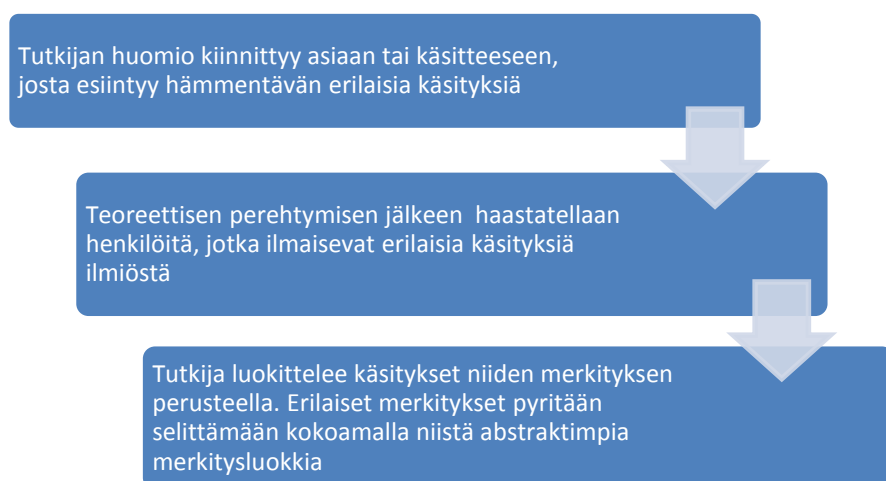 Tutkijan huomio kiinnittyy asiaan tai käsitteeseen,
josta esiintyy hämmentävän erilaisia käsityksiä
Teoreettisen perehtymisen jälkeen haastatellaan
henkilöitä, jotka ilmaisevat erilaisia käsityksiä
ilmiöstä
Tutkija luokittelee käsitykset niiden merkityksen
perusteella. Erilaiset merkitykset pyritään
selittämään kokoamalla niistä abstraktimpia
merkitysluokkia